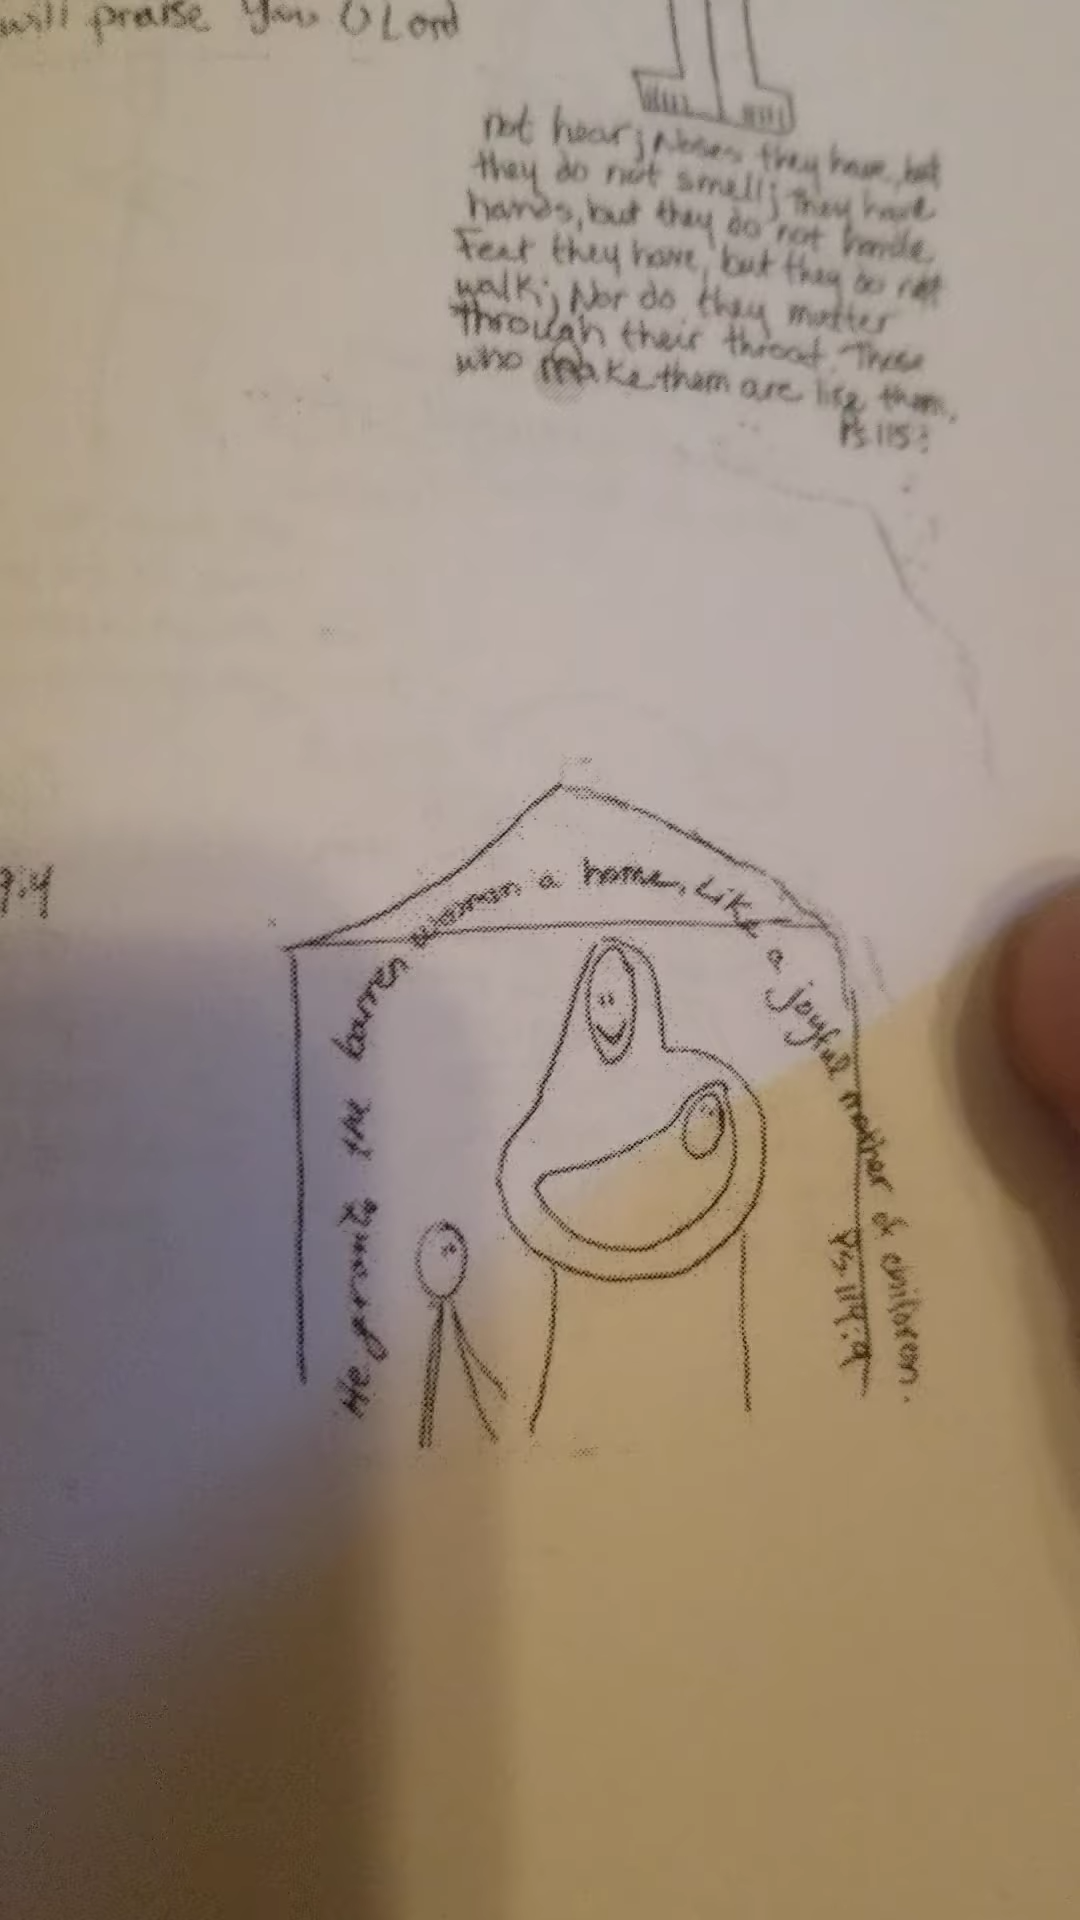 will praise You O Lord
not hear; Noses they have, but
they do not smell; They have
hands, but they do not handle
Feet they have, but they do not
walk; Nor do they mutter
through their throat. Those
who make them are like them.
Ps 115:
9:4
He grants the barren woman a home, Like a joyful mother of children.
Ps. 114:9